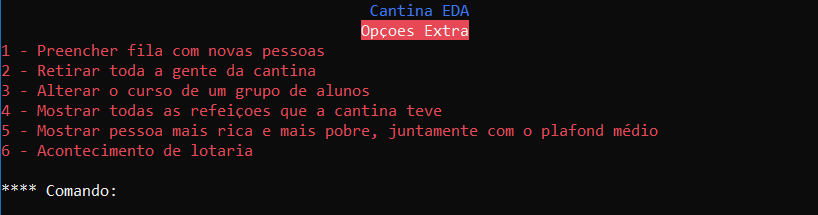 Cantina EDA
Opçoes Extra
1 - Preencher fila com novas pessoas
2 - Retirar toda a gente da cantina
3 - Alterar o curso de um grupo de alunos
4 - Mostrar todas as refeiçoes que a cantina teve
5 - Mostrar pessoa mais rica e mais pobre, juntamente com o plafond médio
6 - Acontecimento de lotaria
**** Comando: